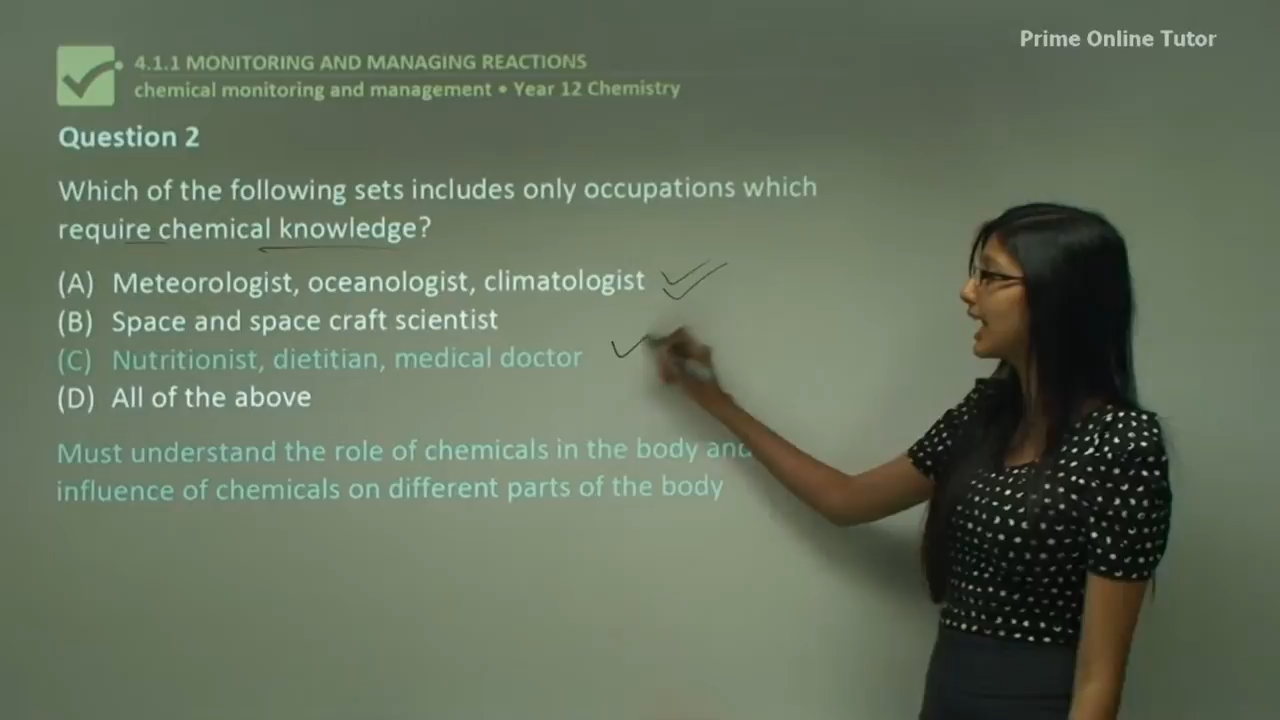 Prime Online Tutor
4.1.1 MONITORING AND MANAGING REACTIONS
chemical monitoring and management • Year 12 Chemistry
Question 2
Which of the following sets includes only occupations which
require chemical knowledge?
(A) Meteorologist, oceanologist, climatologist
(B) Space and space craft scientist
(C) Nutritionist, dietitian, medical doctor
(D) All of the above
Must understand the role of chemicals in the body and
influence of chemicals on different parts of the body